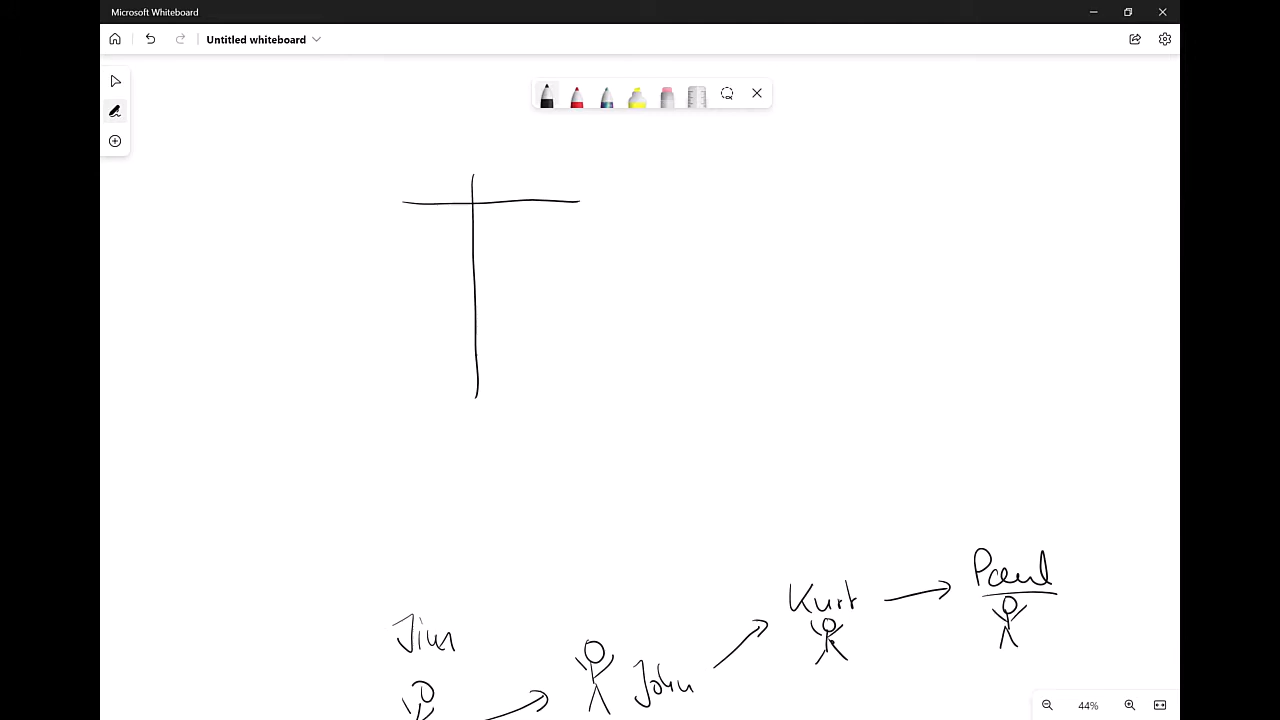 Microsoft Whiteboard
Untitled whiteboard
Paul
Kurt
Jim
John
44%